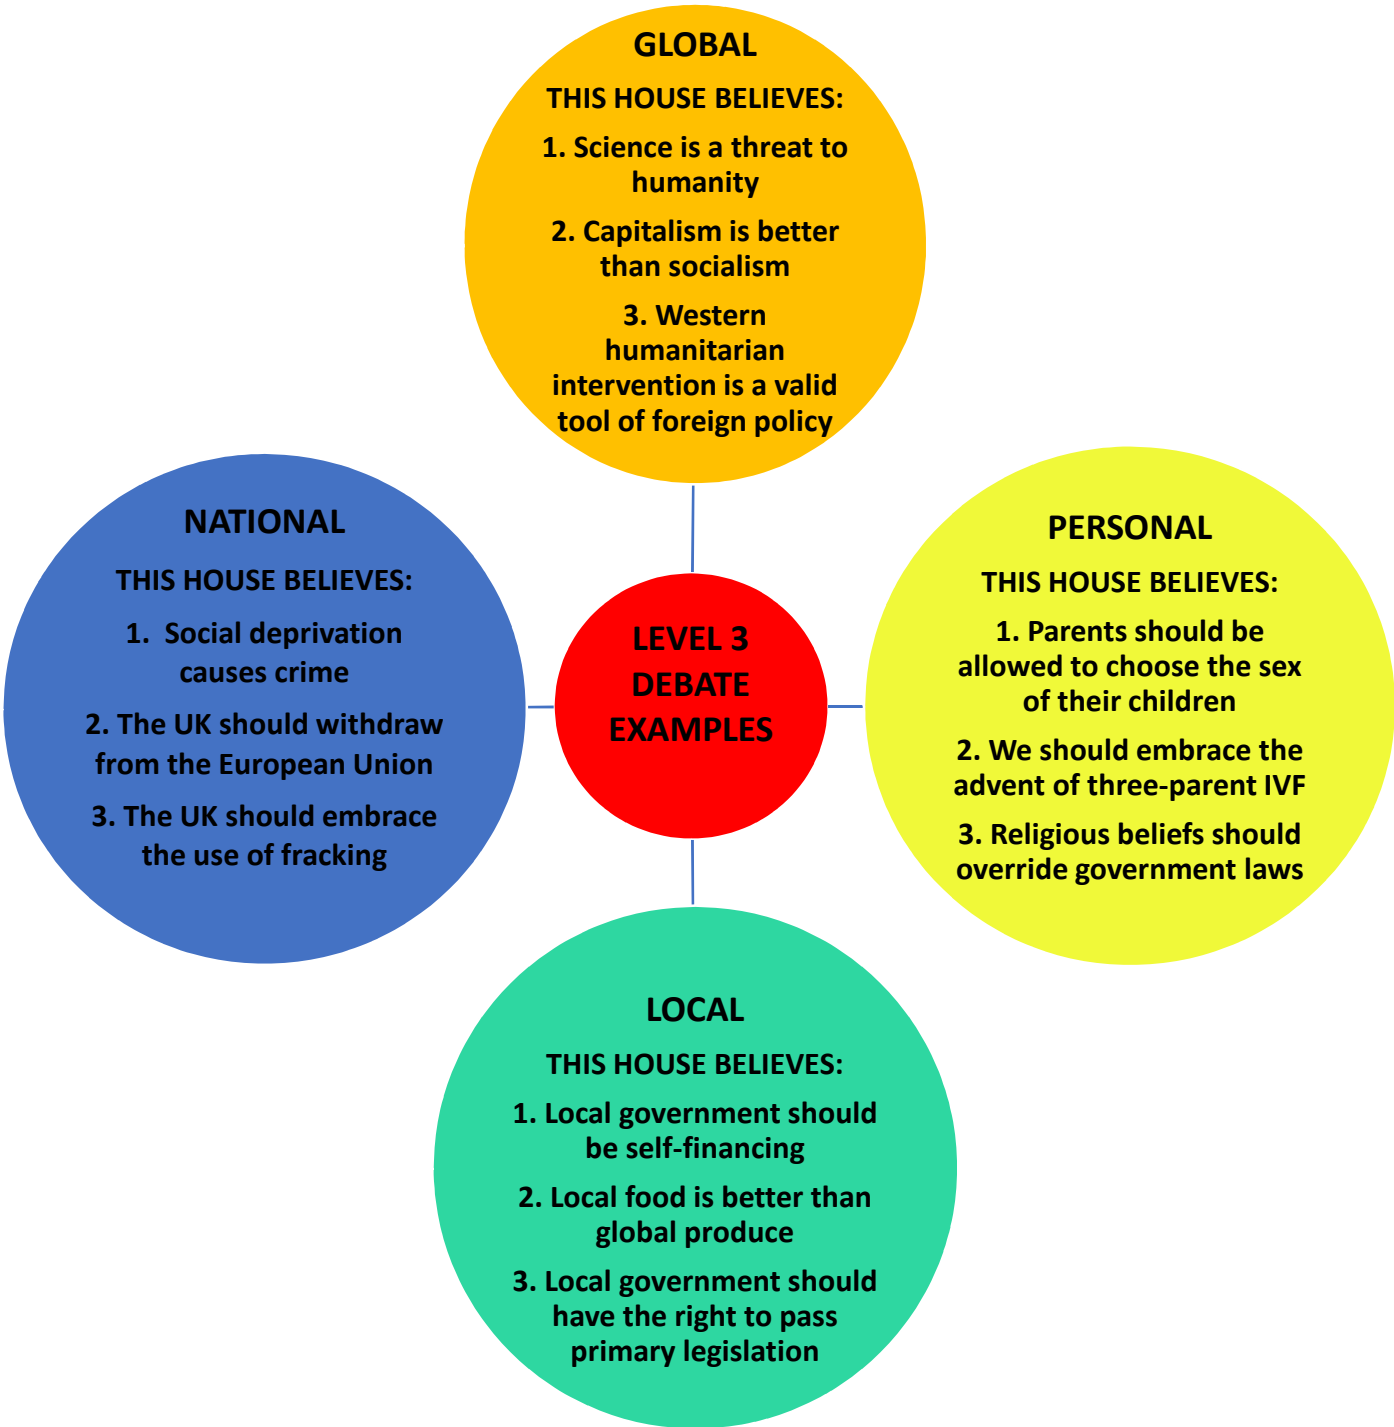 GLOBAL
THIS HOUSE BELIEVES:
1. Science is a threat to
humanity
2. Capitalism is better
than socialism
3. Western
humanitarian
intervention is a valid
tool of foreign policy
NATIONAL
THIS HOUSE BELIEVES:
1. Social deprivation
causes crime
2. The UK should withdraw
from the European Union
3. The UK should embrace
the use of fracking
LEVEL 3
DEBATE
EXAMPLES
PERSONAL
THIS HOUSE BELIEVES:
1. Parents should be
allowed to choose the sex
of their children
2. We should embrace the
advent of three-parent IVF
3. Religious beliefs should
override government laws
LOCAL
THIS HOUSE BELIEVES:
1. Local government should
be self-financing
2. Local food is better than
global produce
3. Local government should
have the right to pass
primary legislation